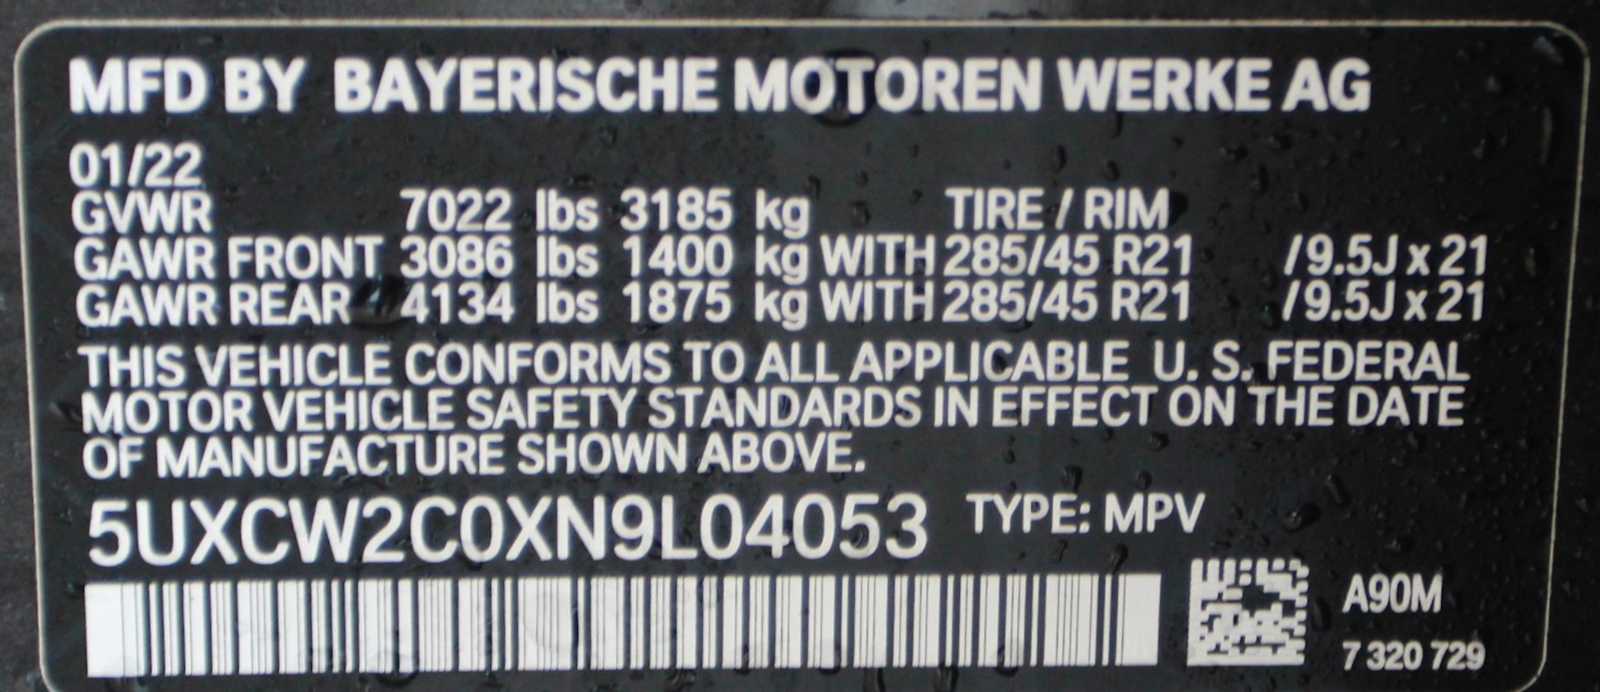 MFD BY BAYERISCHE MOTOREN WERKE AG
01/22
GVWR 7022 lbs 3185 kg TIRE / RIM
GAWR FRONT 3086 lbs 1400 kg WITH 285/45 R21 /9.5J x 21
GAWR REAR 4134 lbs 1875 kg WITH 285/45 R21 /9.5J x 21
THIS VEHICLE CONFORMS TO ALL APPLICABLE U. S. FEDERAL
MOTOR VEHICLE SAFETY STANDARDS IN EFFECT ON THE DATE
OF MANUFACTURE SHOWN ABOVE.
5UXCW2C0XN9L04053 TYPE: MPV
A90M
7 320 729